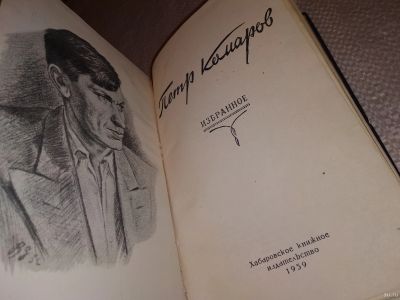 Петр Комаров
ИЗБРАННОЕ
Хабаровское книжное
издательство
1959